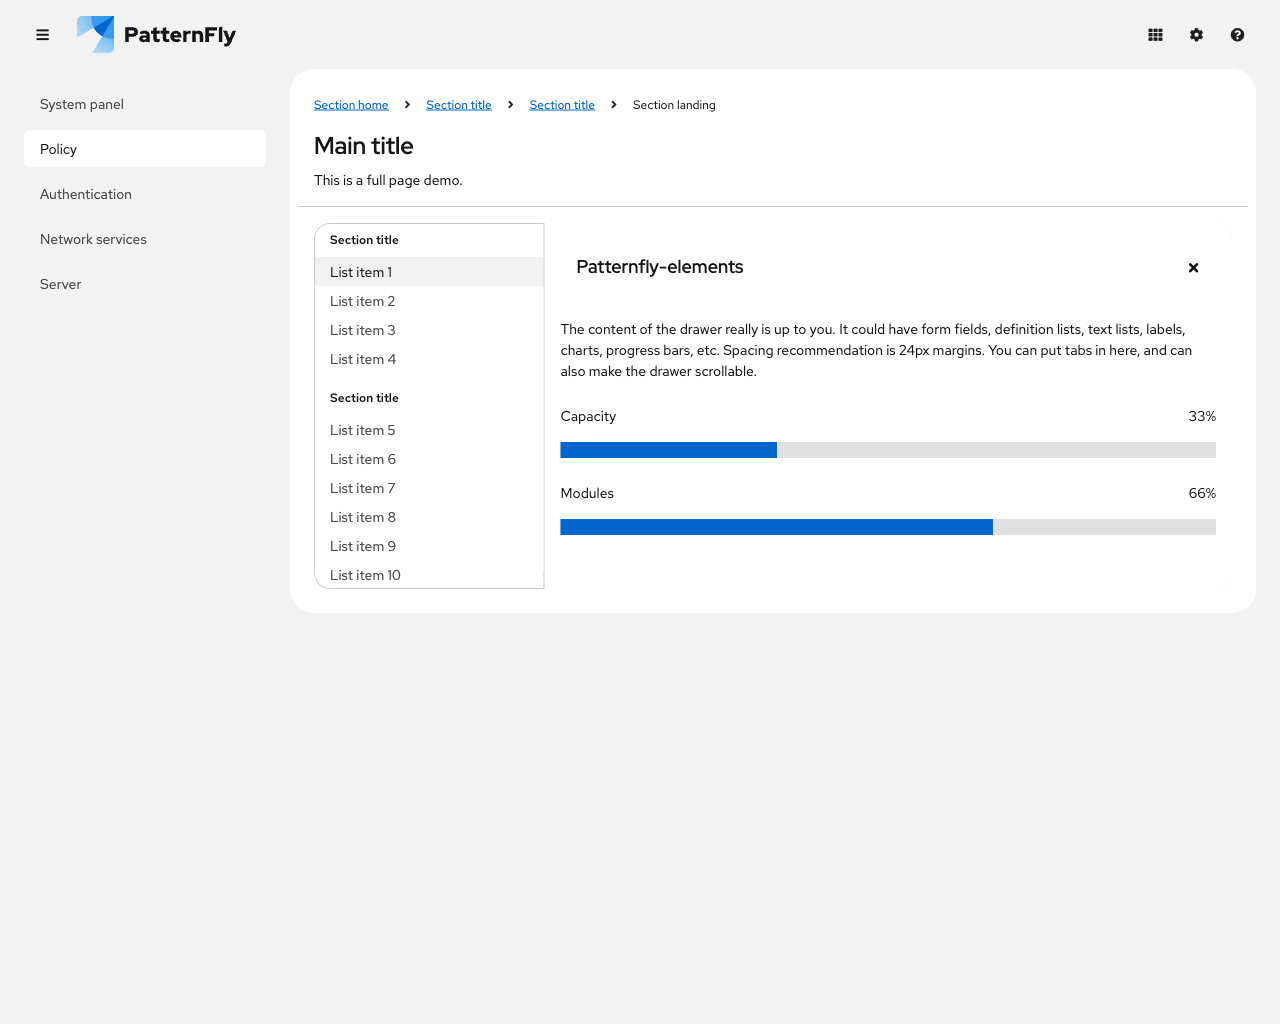 PatternFly
System panel
Policy
Authentication
Network services
Server
Section home
Section title
Section title
Section landing
Main title
This is a full page demo.
Section title
List item 1
List item 2
List item 3
List item 4
Section title
List item 5
List item 6
List item 7
List item 8
List item 9
List item 10
Patternfly-elements
The content of the drawer really is up to you. It could have form fields, definition lists, text lists, labels,
charts, progress bars, etc. Spacing recommendation is 24px margins. You can put tabs in here, and can
also make the drawer scrollable.
Capacity 33%
Modules 66%